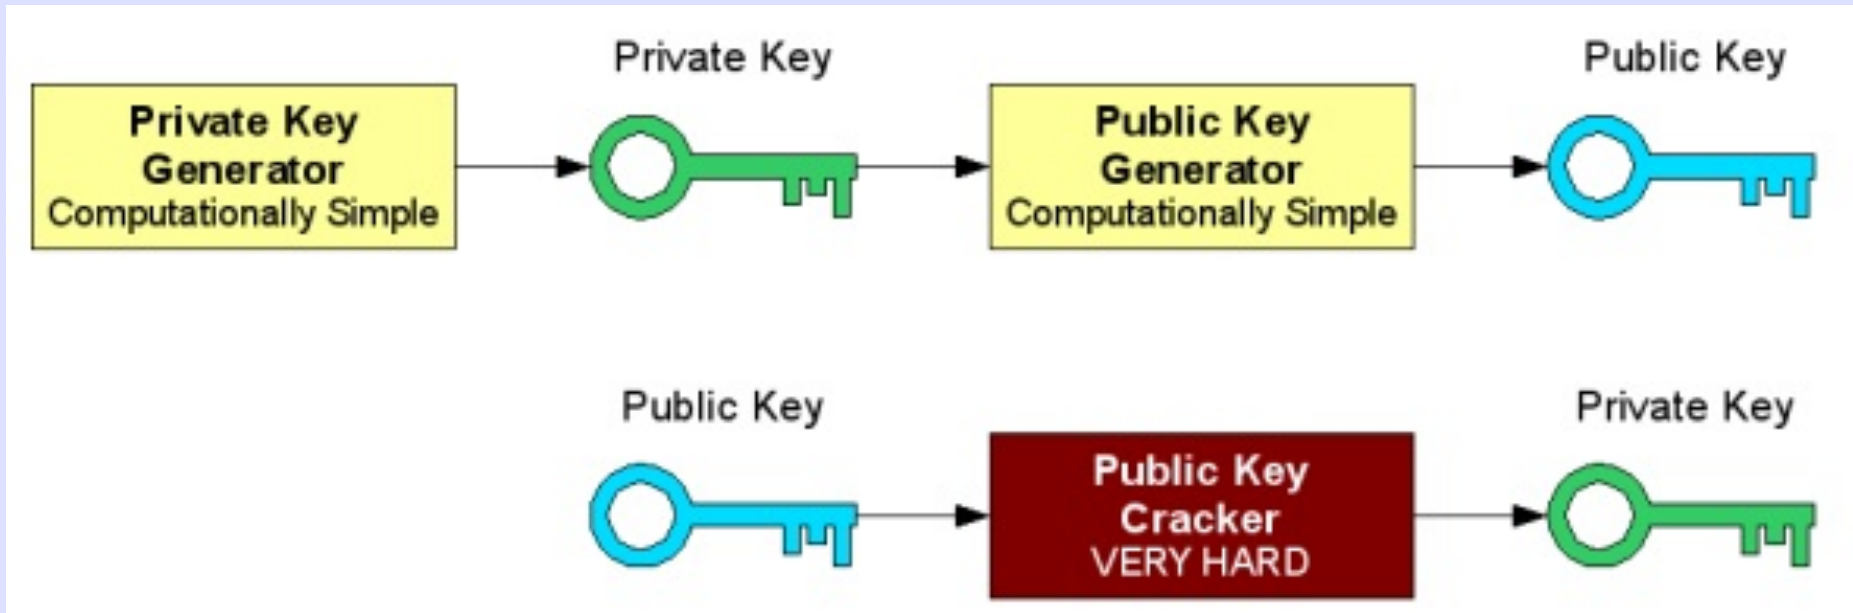 Private Key
Public Key
Private Key
Generator
Computationally Simple
Public Key
Generator
Computationally Simple
Public Key
Private Key
Public Key
Cracker
VERY HARD